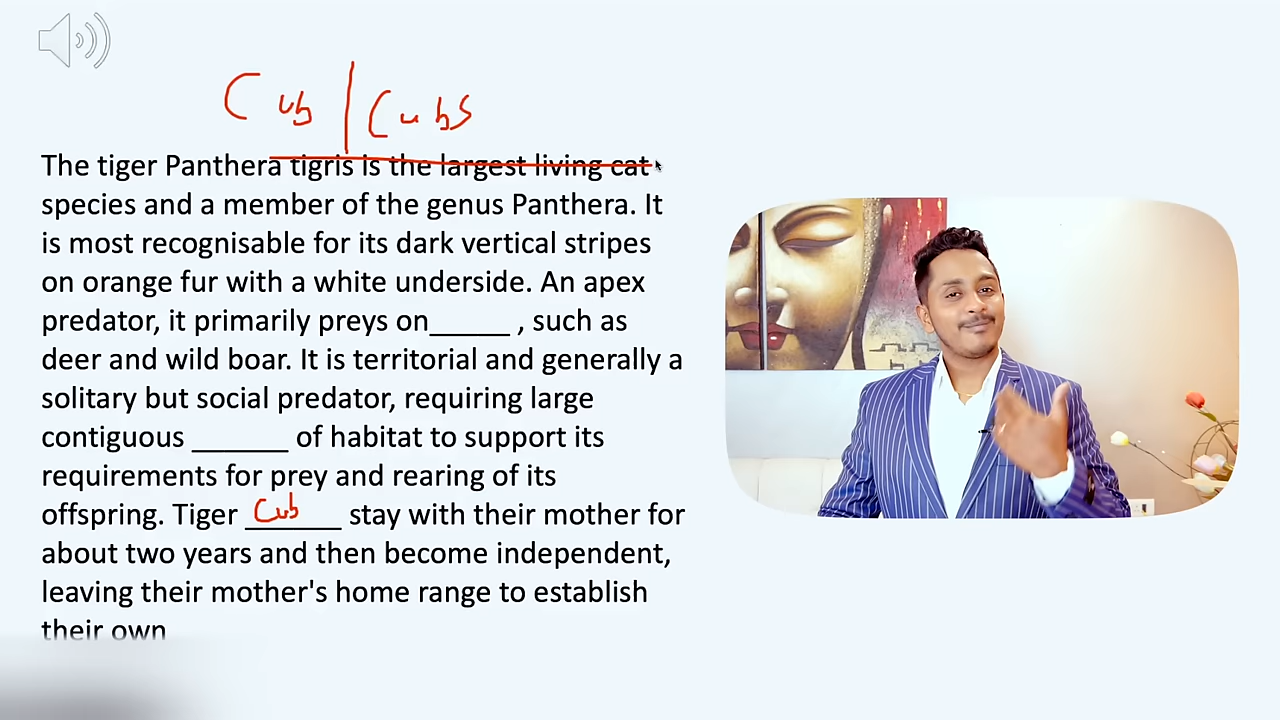 Cub | Cubs
The tiger Panthera tigris is the largest living cat
species and a member of the genus Panthera. It
is most recognisable for its dark vertical stripes
on orange fur with a white underside. An apex
predator, it primarily preys on_____ , such as
deer and wild boar. It is territorial and generally a
solitary but social predator, requiring large
contiguous ______ of habitat to support its
requirements for prey and rearing of its
offspring. Tiger Cub stay with their mother for
about two years and then become independent,
leaving their mother's home range to establish
their own